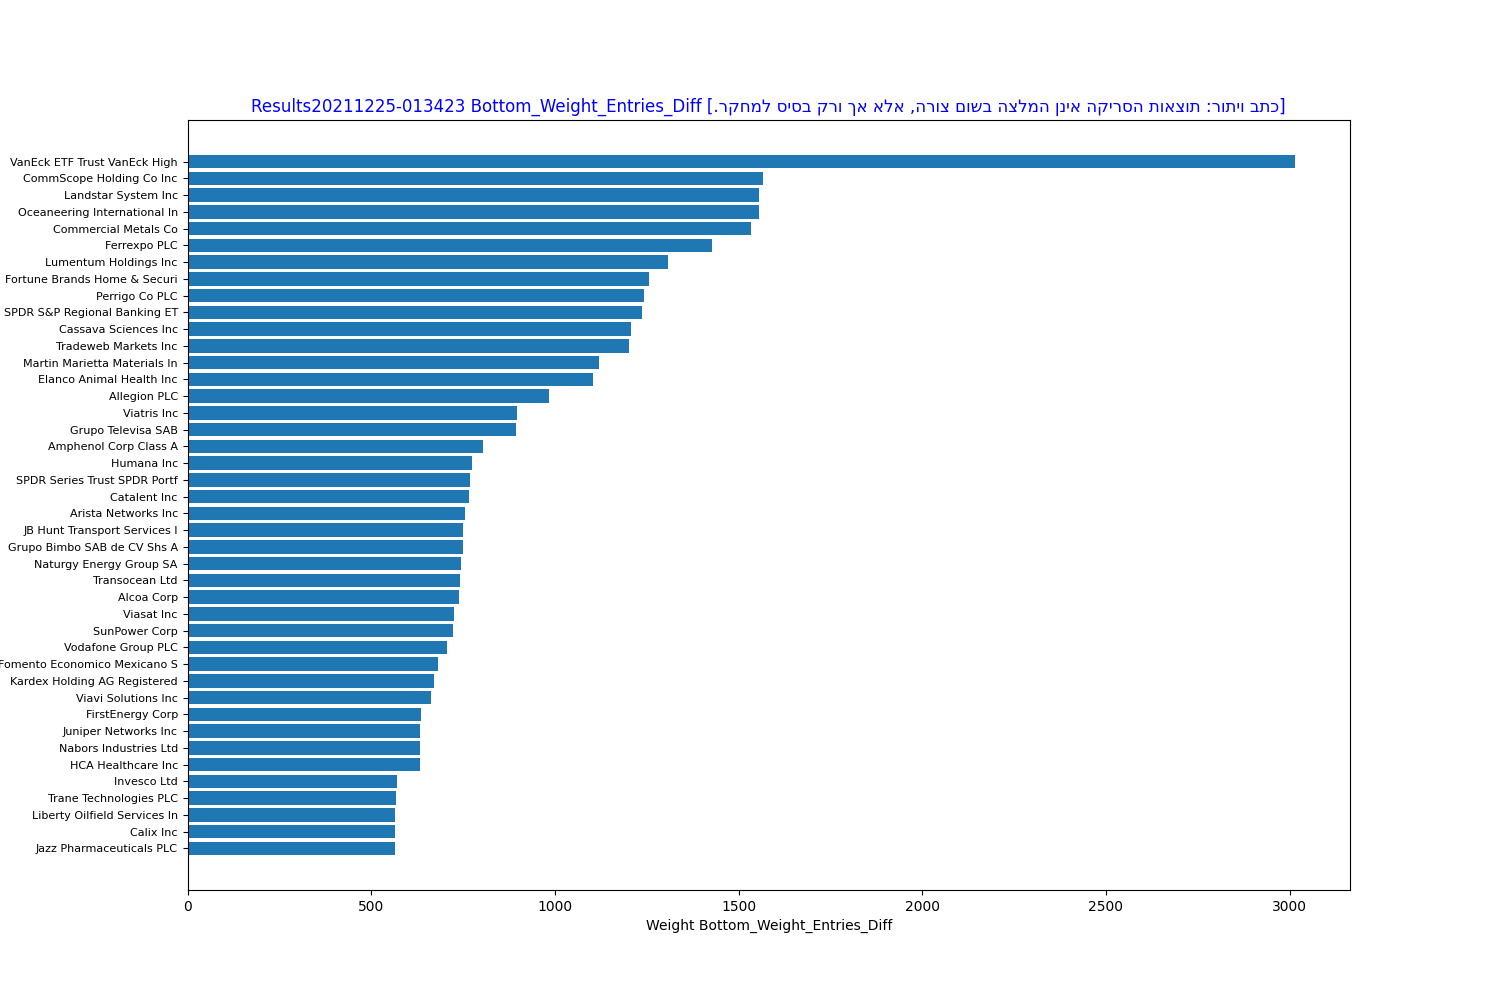 Results20211225-013423 Bottom_Weight_Entries_Diff [כתב ויתור: תוצאות הסריקה אינן המלצה בשום צורה, אלא אך ורק בסיס למחקר.]
VanEck ETF Trust VanEck High
CommScope Holding Co Inc
Landstar System Inc
Oceaneering International In
Commercial Metals Co
Ferrexpo PLC
Lumentum Holdings Inc
Fortune Brands Home & Securi
Perrigo Co PLC
SPDR S&P Regional Banking ET
Cassava Sciences Inc
Tradeweb Markets Inc
Martin Marietta Materials In
Elanco Animal Health Inc
Allegion PLC
Viatris Inc
Grupo Televisa SAB
Amphenol Corp Class A
Humana Inc
SPDR Series Trust SPDR Portf
Catalent Inc
Arista Networks Inc
JB Hunt Transport Services I
Grupo Bimbo SAB de CV Shs A
Naturgy Energy Group SA
Transocean Ltd
Alcoa Corp
Viasat Inc
SunPower Corp
Vodafone Group PLC
Fomento Economico Mexicano S
Kardex Holding AG Registered
Viavi Solutions Inc
FirstEnergy Corp
Juniper Networks Inc
Nabors Industries Ltd
HCA Healthcare Inc
Invesco Ltd
Trane Technologies PLC
Liberty Oilfield Services In
Calix Inc
Jazz Pharmaceuticals PLC
0 500 1000 1500 2000 2500 3000
Weight Bottom_Weight_Entries_Diff